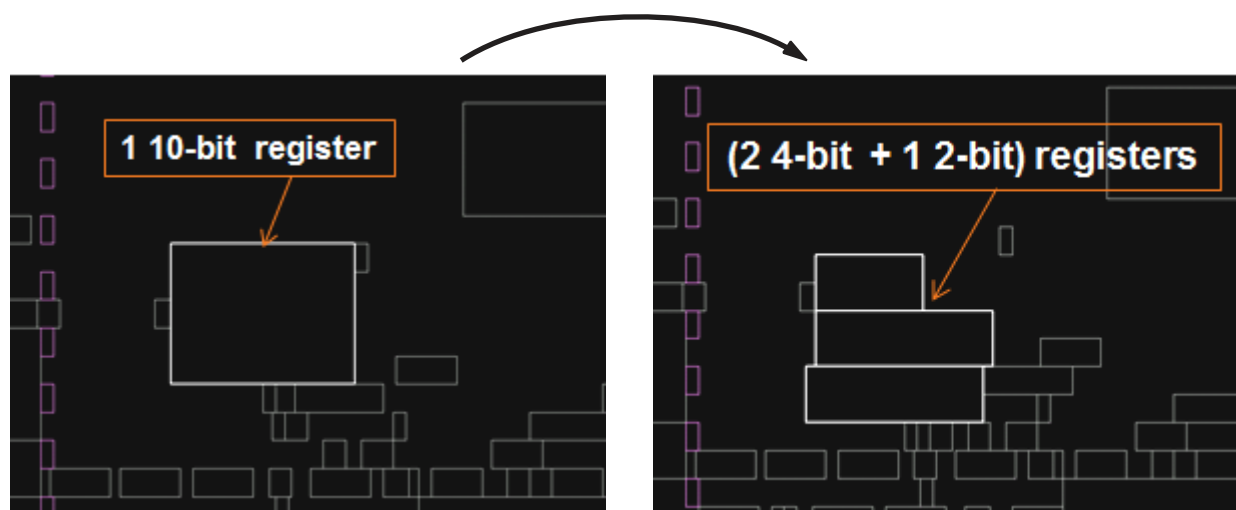 1 10-bit register
(2 4-bit + 1 2-bit) registers